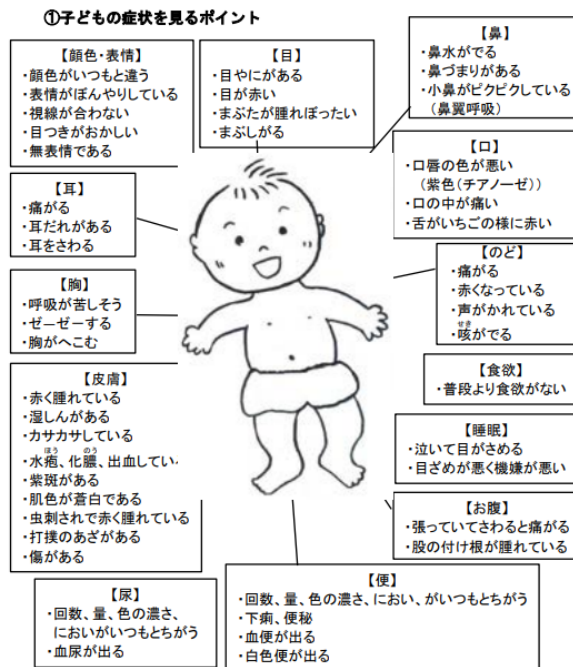 ①子どもの症状を見るポイント
【顔色・表情】
・顔色がいつもと違う
・表情がぼんやりしている
・視線が合わない
・目つきがおかしい
・無表情である
【目】
・目やにがある
・目が赤い
・まぶたが腫れぼったい
・まぶしがる
【鼻】
・鼻水がでる
・鼻づまりがある
・小鼻がピクピクしている
（鼻翼呼吸）
【耳】
・痛がる
・耳だれがある
・耳をさわる
【口】
・口唇の色が悪い
（紫色（チアノーゼ））
・口の中が痛い
・舌がいちごの様に赤い
【胸】
・呼吸が苦しそう
・ゼーゼーする
・胸がへこむ
【のど】
・痛がる
・赤くなっている
・声がかれている
せき
・咳がでる
【食欲】
・普段より食欲がない
【皮膚】
・赤く腫れている
・湿しんがある
・カサカサしている
ほう のう
・水疱、化膿、出血してい
・紫斑がある
・肌色が蒼白である
・虫刺されで赤く腫れている
・打撲のあざがある
・傷がある
【睡眠】
・泣いて目がさめる
・目ざめが悪く機嫌が悪い
【お腹】
・張っていてさわると痛がる
・股の付け根が腫れている
【尿】
・回数、量、色の濃さ、
においがいつもとちがう
・血尿が出る
【便】
・回数、量、色の濃さ、におい、がいつもとちがう
・下痢、便秘
・血便が出る
・白色便が出る